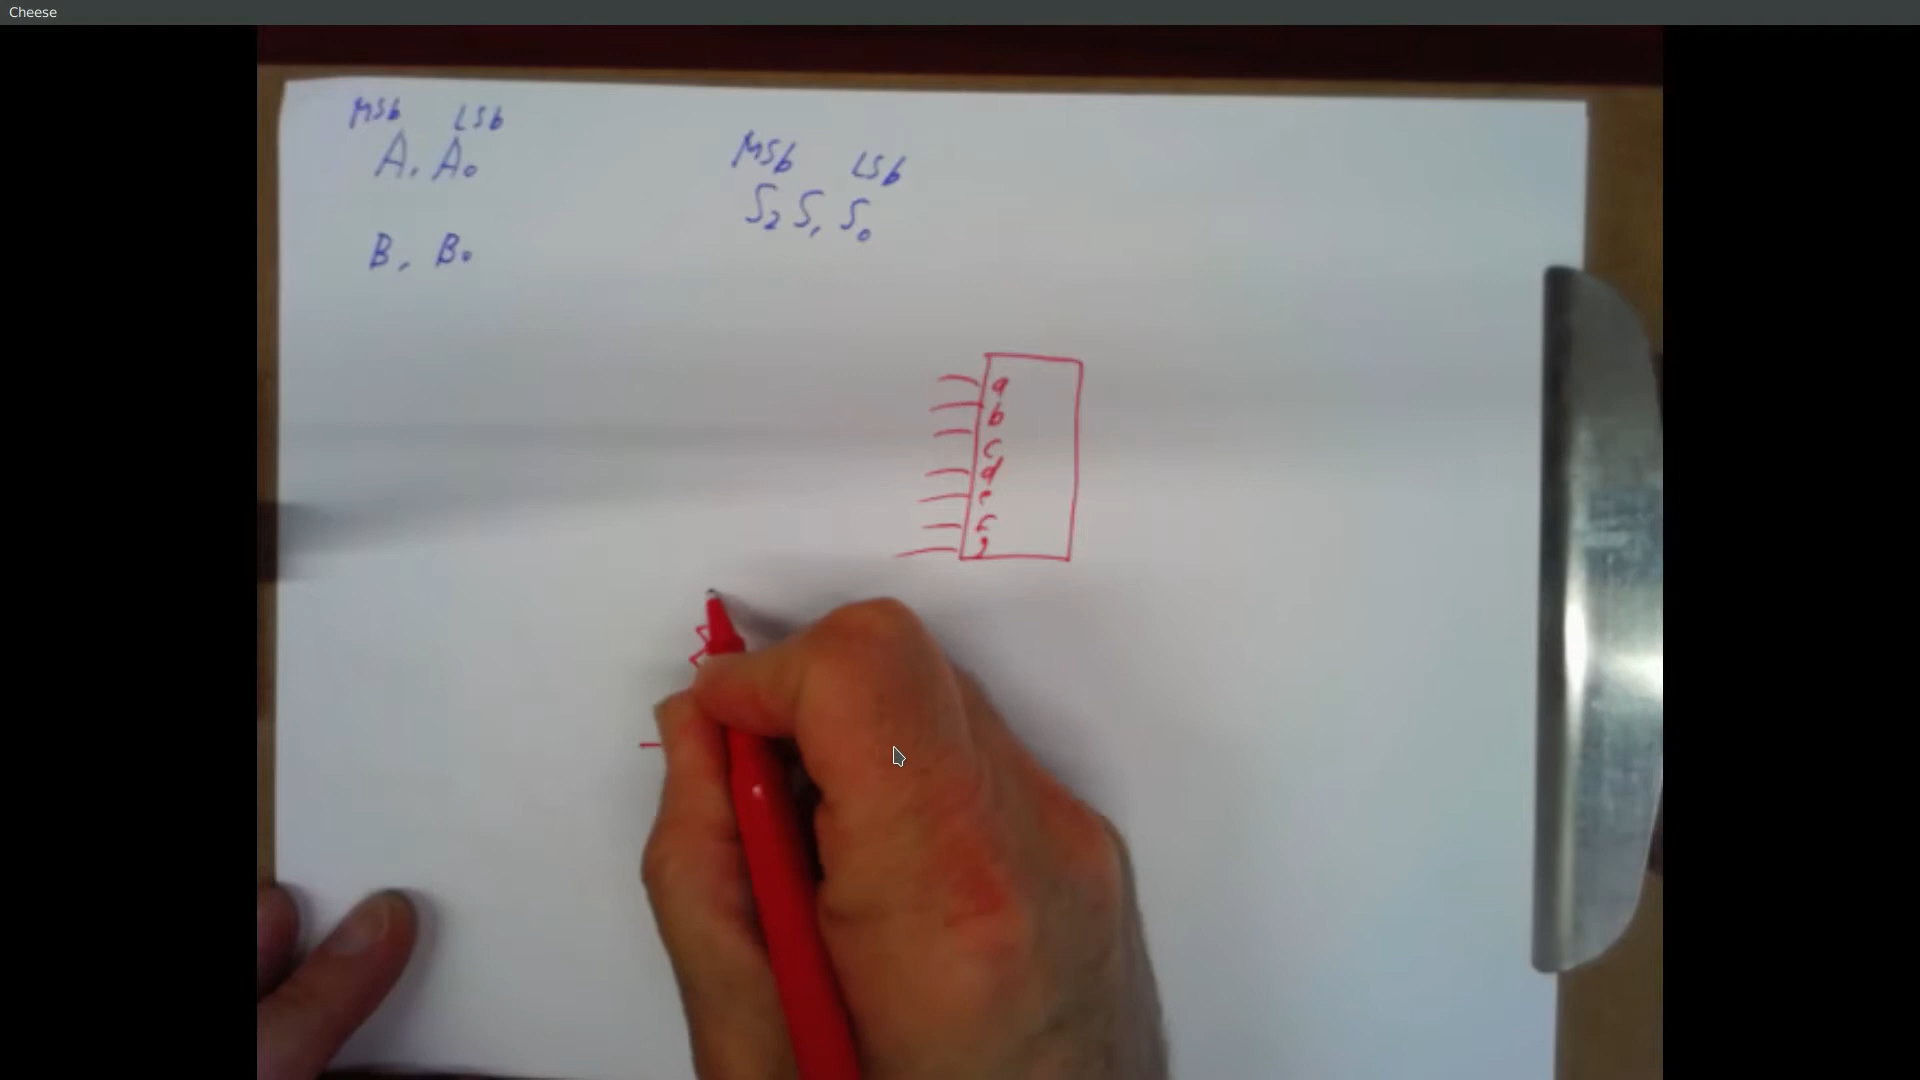 Cheese
MSb LSb
A₁ A₀
B₁ B₀
MSb LSb
S₂ S₁ S₀
a
b
c
d
e
f
g